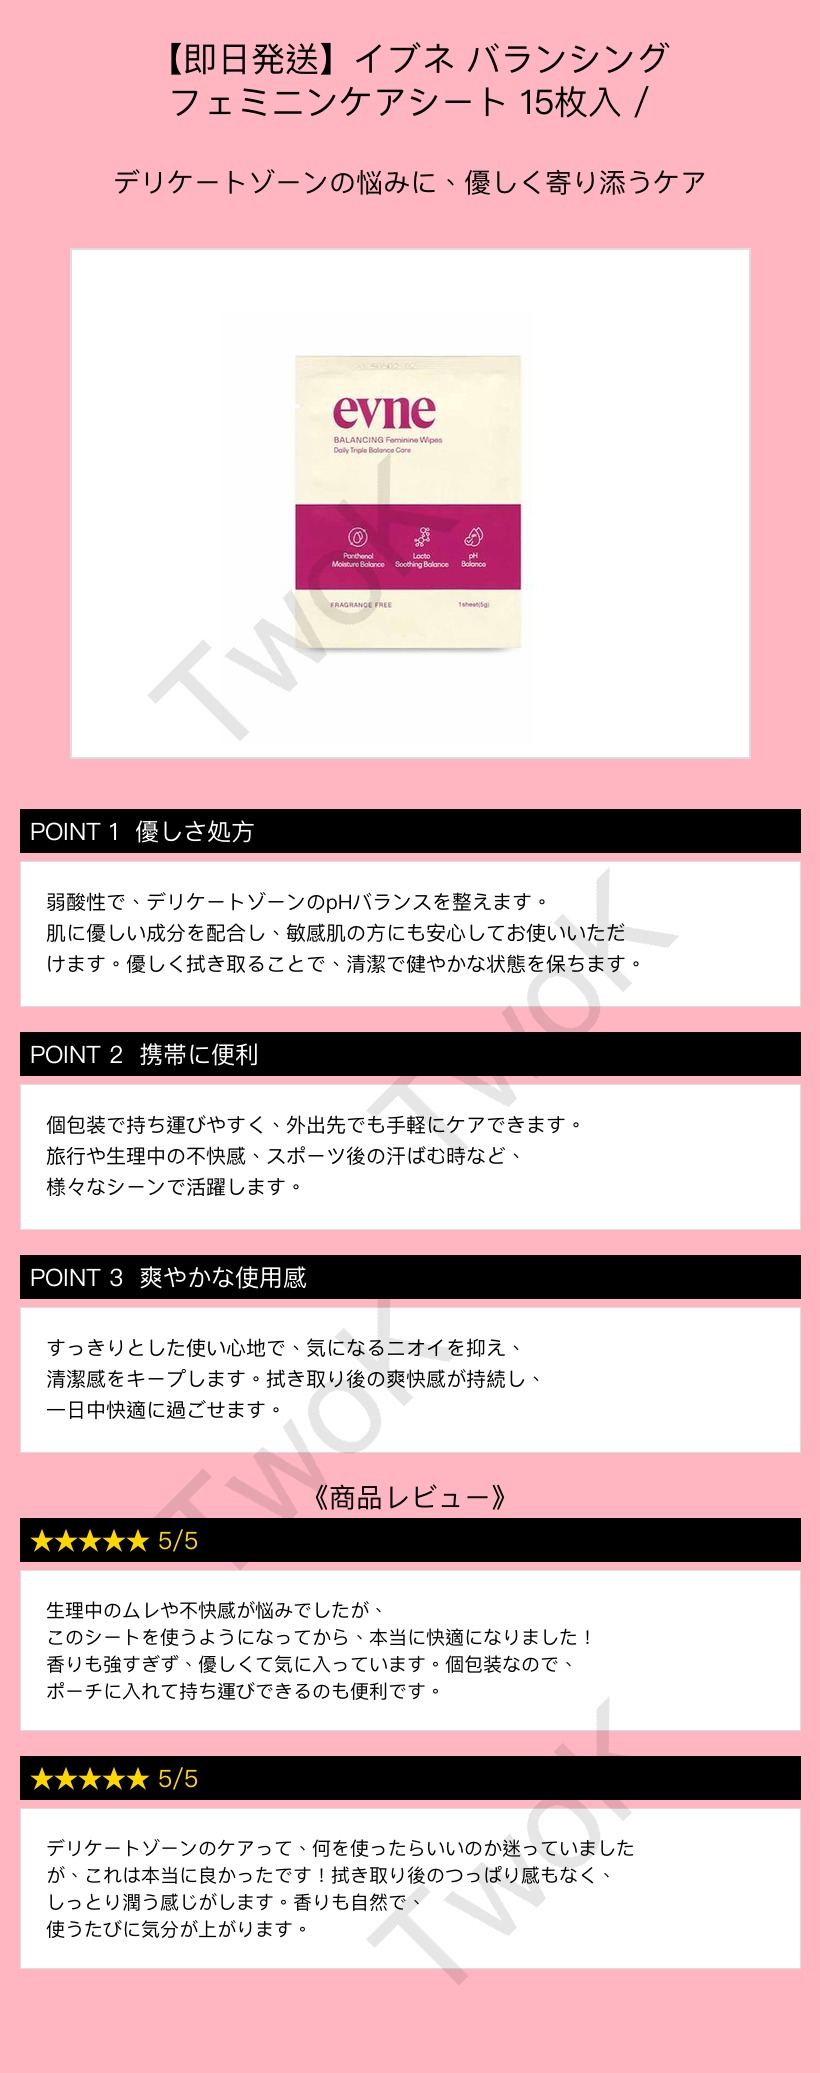 【即日発送】イブネ バランシング
フェミニンケアシート 15枚入 /
デリケートゾーンの悩みに、優しく寄り添うケア
evne
BALANCING Feminine Wipes
Daily Triple Balance Care
Panthenol
Moisture Balance
Lacto
Soothing Balance
pH
Balance
FRAGRANCE FREE
1sheet(5g)
TwoK
POINT 1 優しさ処方
弱酸性で、デリケートゾーンのpHバランスを整えます。
肌に優しい成分を配合し、敏感肌の方にも安心してお使いいただ
けます。優しく拭き取ることで、清潔で健やかな状態を保ちます。
TwoK
POINT 2 携帯に便利
個包装で持ち運びやすく、外出先でも手軽にケアできます。
旅行や生理中の不快感、スポーツ後の汗ばむ時など、
様々なシーンで活躍します。
POINT 3 爽やかな使用感
すっきりとした使い心地で、気になるニオイを抑え、
清潔感をキープします。拭き取り後の爽快感が持続し、
一日中快適に過ごせます。
TwoK
《商品レビュー》
★★★★★ 5/5
生理中のムレや不快感が悩みでしたが、
このシートを使うようになってから、本当に快適になりました！
香りも強すぎず、優しくて気に入っています。個包装なので、
ポーチに入れて持ち運びできるのも便利です。
★★★★★ 5/5
デリケートゾーンのケアって、何を使ったらいいのか迷っていました
が、これは本当に良かったです！拭き取り後のつっぱり感もなく、
しっとり潤う感じがします。香りも自然で、
使うたびに気分が上がります。
TwoK